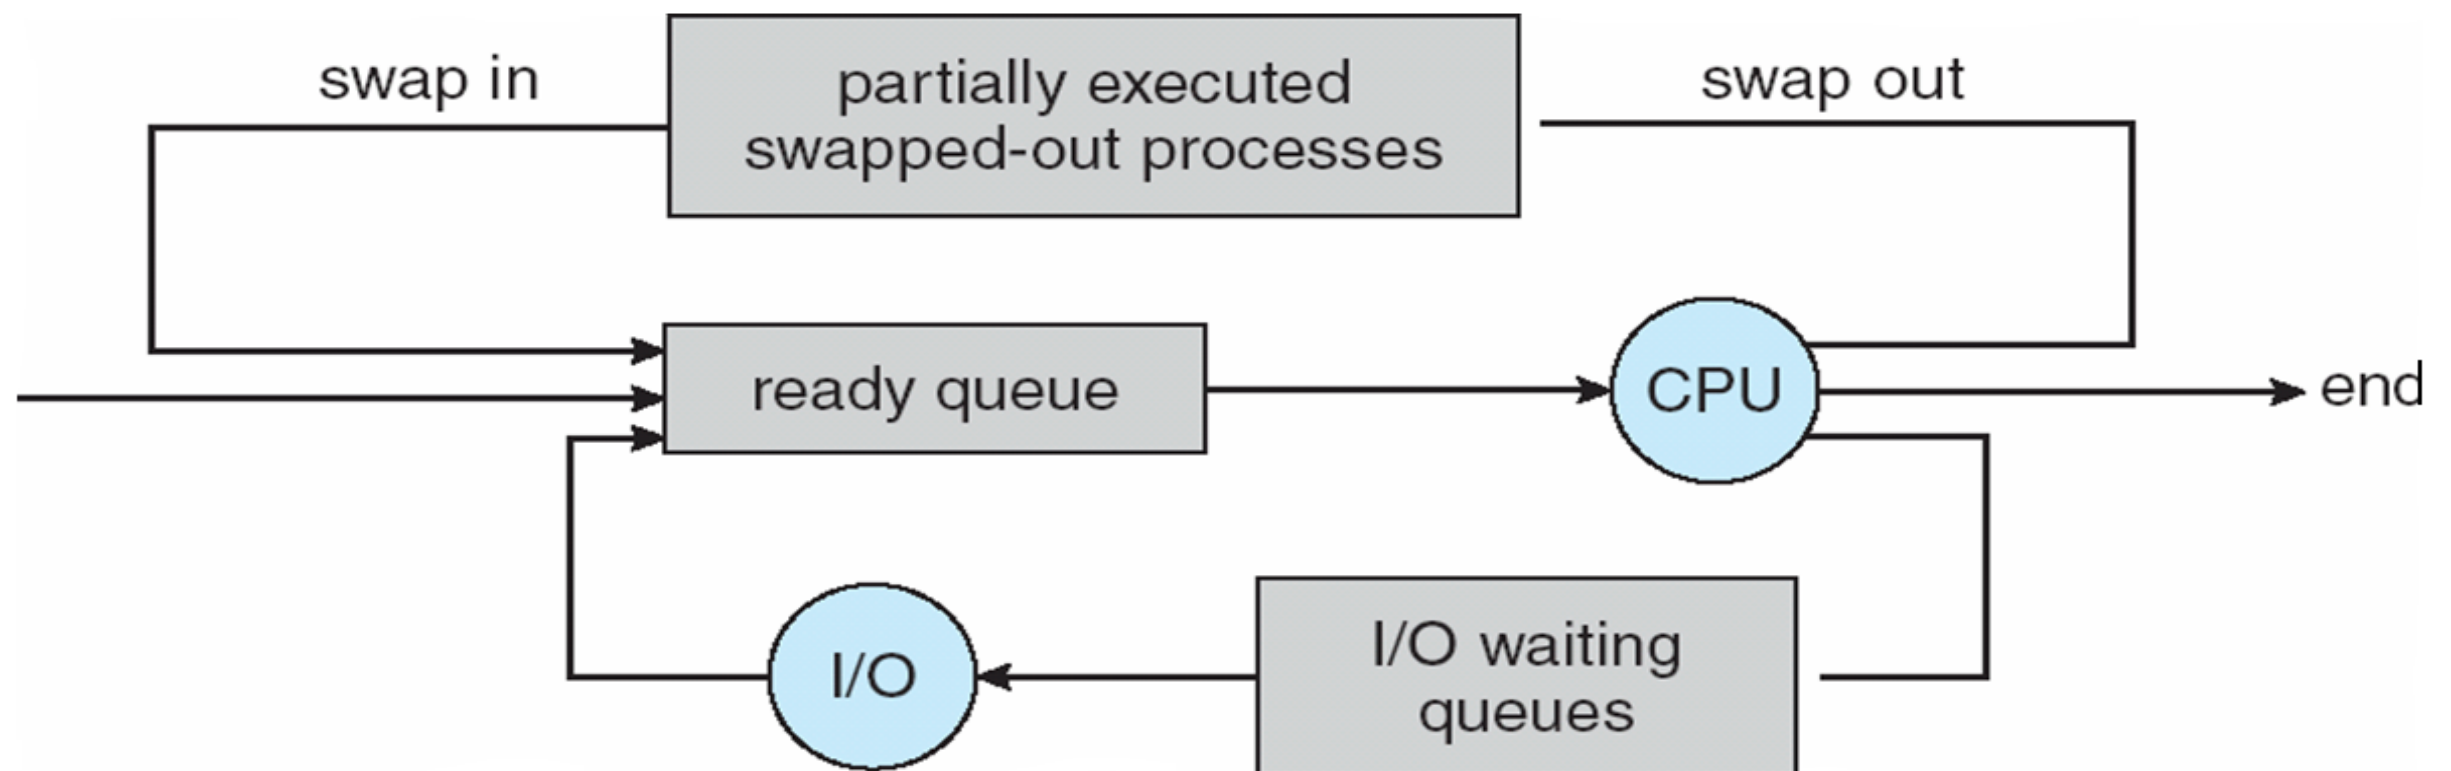 swap in
partially executed
swapped-out processes
swap out
ready queue
CPU
end
I/O
I/O waiting
queues